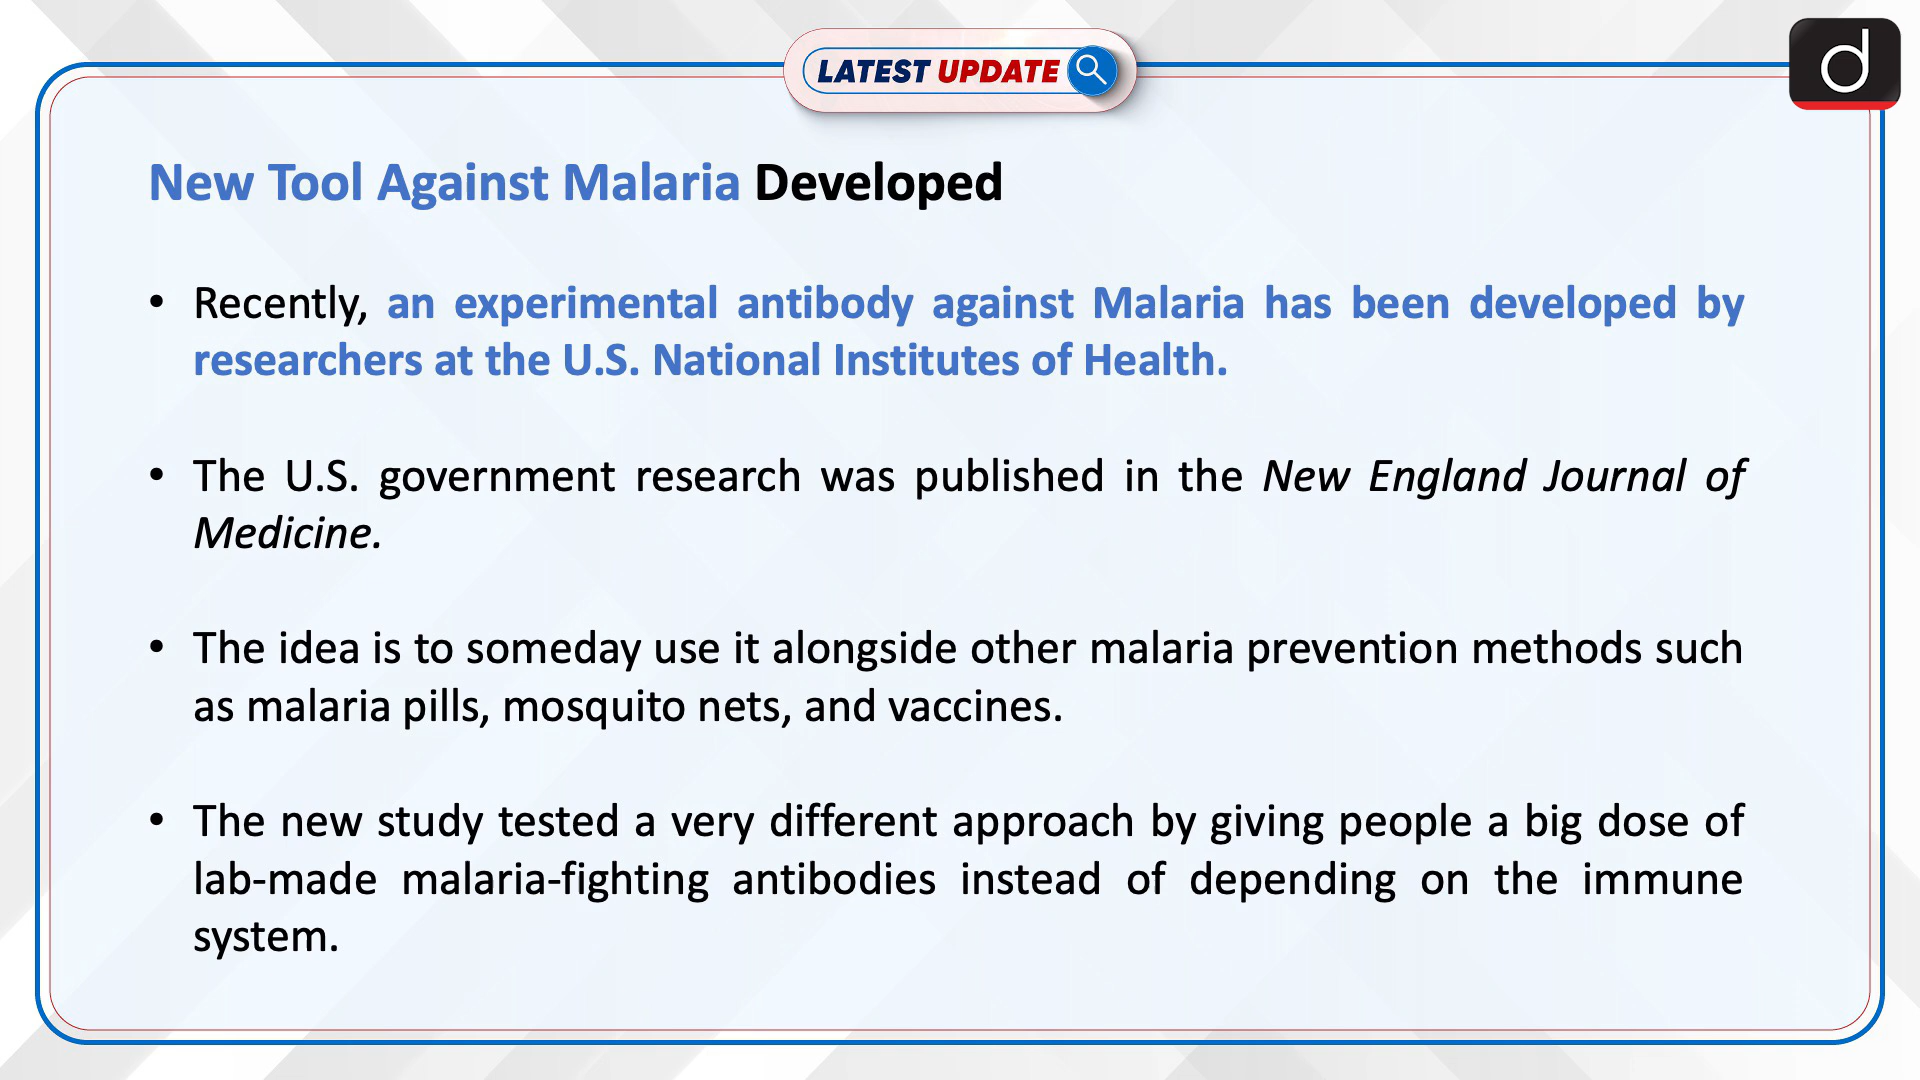 LATEST UPDATE
d
New Tool Against Malaria Developed
• Recently, an experimental antibody against Malaria has been developed by
researchers at the U.S. National Institutes of Health.
• The U.S. government research was published in the New England Journal of
Medicine.
• The idea is to someday use it alongside other malaria prevention methods such
as malaria pills, mosquito nets, and vaccines.
• The new study tested a very different approach by giving people a big dose of
lab-made malaria-fighting antibodies instead of depending on the immune
system.